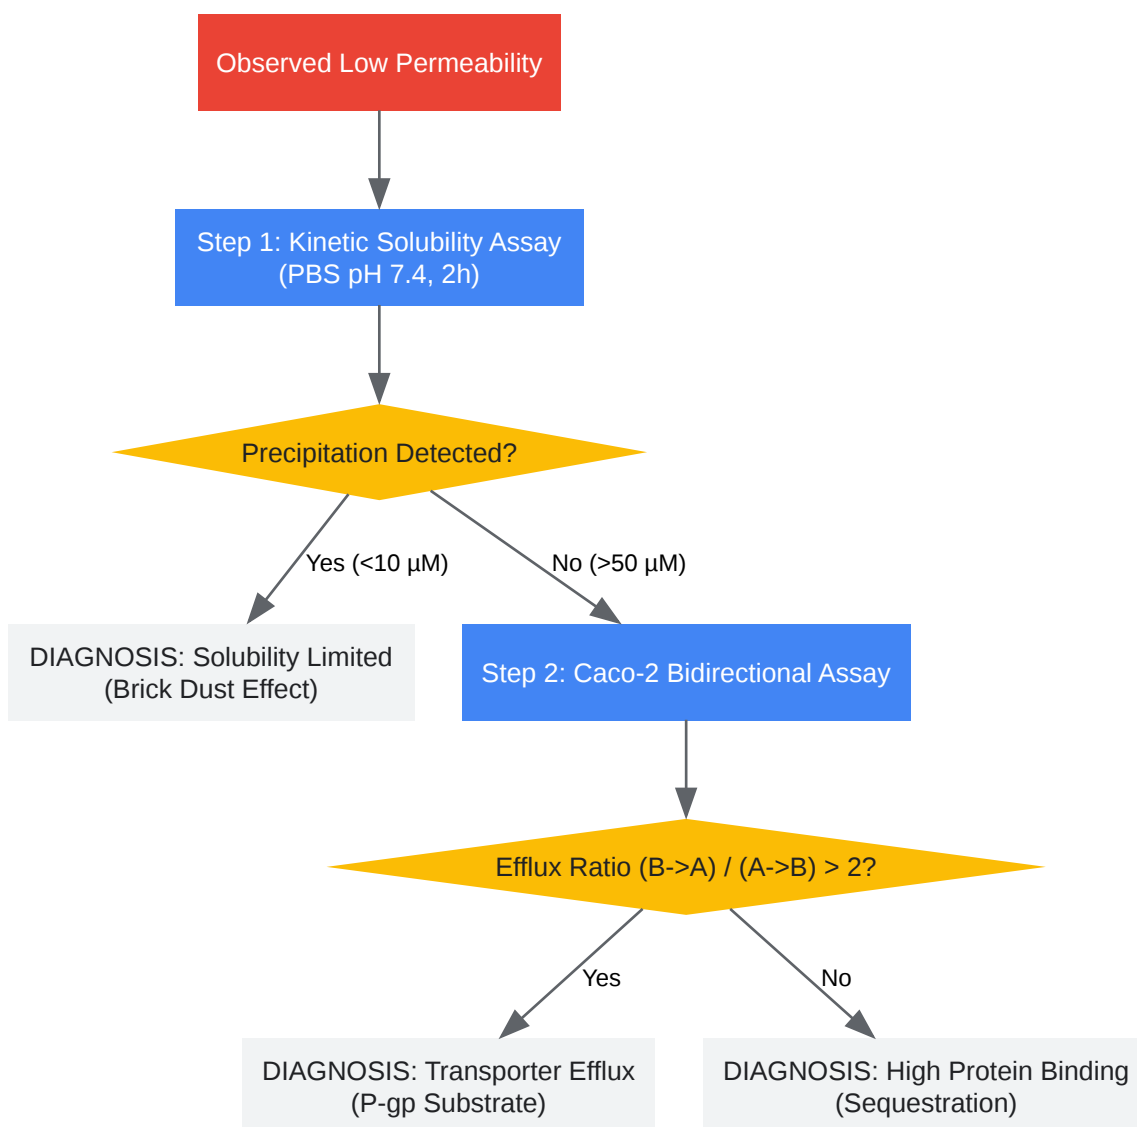 Observed Low Permeability
Step 1: Kinetic Solubility Assay
(PBS pH 7.4, 2h)
Precipitation Detected?
Yes (<10 µM)
No (>50 µM)
DIAGNOSIS: Solubility Limited
(Brick Dust Effect)
Step 2: Caco-2 Bidirectional Assay
Efflux Ratio (B->A) / (A->B) > 2?
Yes
No
DIAGNOSIS: Transporter Efflux
(P-gp Substrate)
DIAGNOSIS: High Protein Binding
(Sequestration)